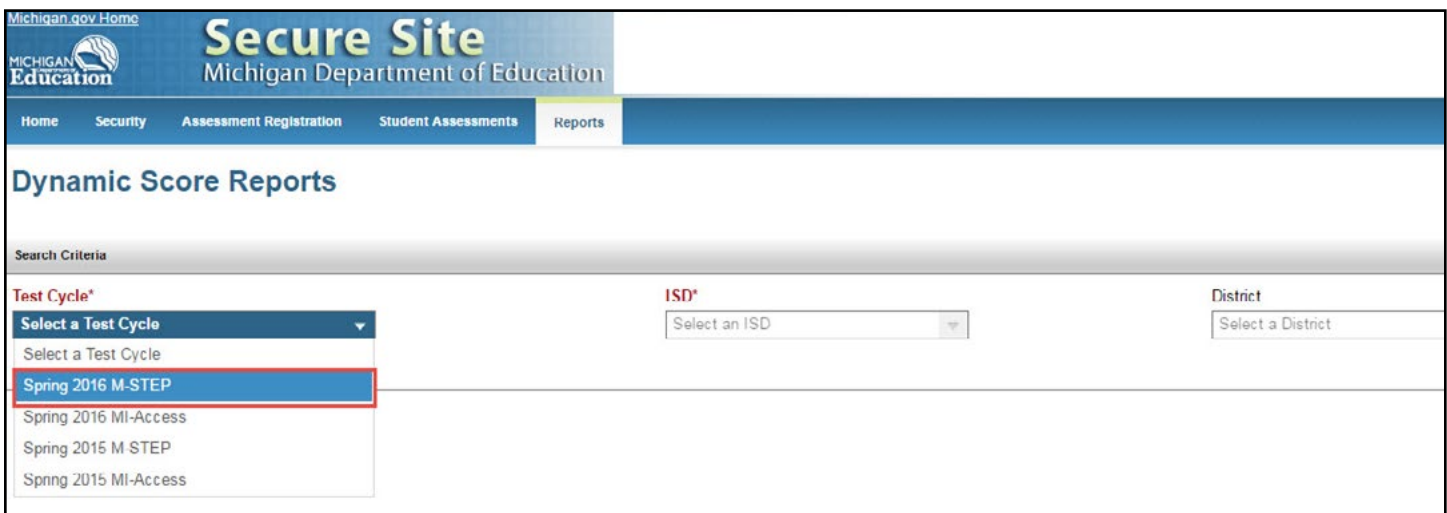 Michigan.gov Home
MICHIGAN
Education
Secure Site
Michigan Department of Education
Home Security Assessment Registration Student Assessments Reports
Dynamic Score Reports
Search Criteria
Test Cycle* ISD* District
Select a Test Cycle Select an ISD Select a District
Select a Test Cycle
Spring 2016 M-STEP
Spring 2016 MI-Access
Spring 2015 M-STEP
Spring 2015 MI-Access